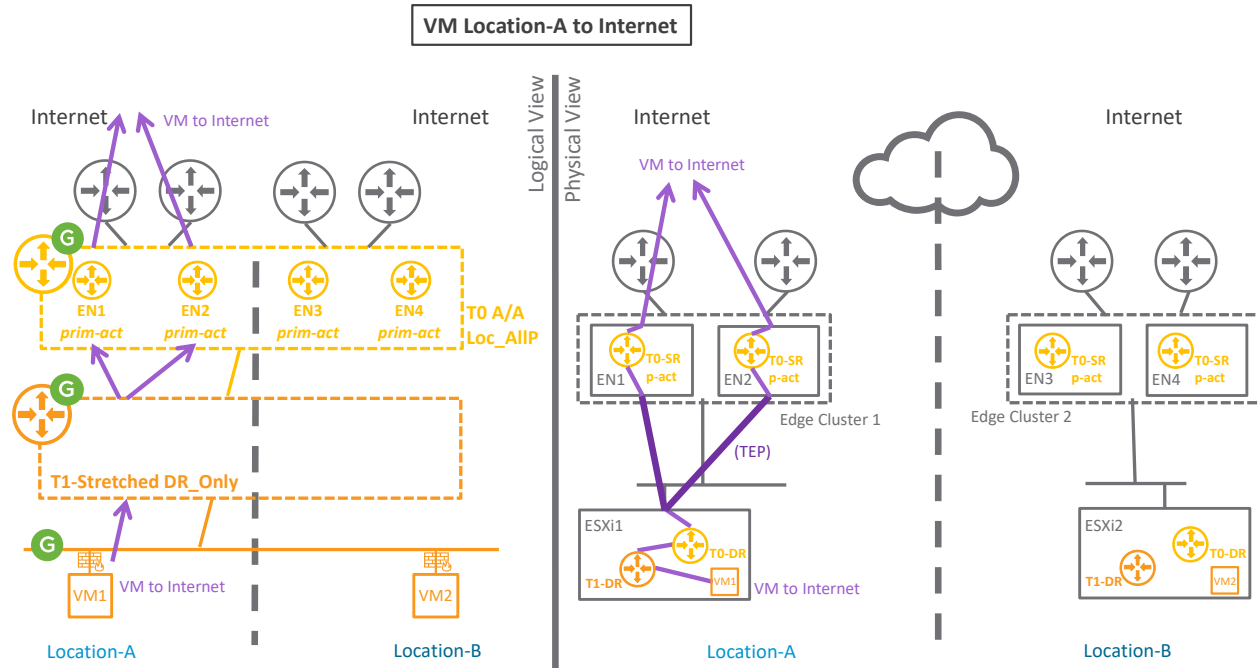 VM Location-A to Internet
Logical View
Physical View
Internet
VM to Internet
Internet
G
EN1
prim-act
EN2
prim-act
EN3
prim-act
EN4
prim-act
T0 A/A
Loc_AllP
G
T1-Stretched DR_Only
G
VM1
VM to Internet
VM2
Location-A
Location-B
Internet
VM to Internet
Internet
T0-SR
p-act
EN1
T0-SR
p-act
EN2
Edge Cluster 1
T0-SR
p-act
EN3
T0-SR
p-act
EN4
Edge Cluster 2
(TEP)
ESXi1
T0-DR
T1-DR
VM1
VM to Internet
ESXi2
T0-DR
T1-DR
VM2
Location-A
Location-B